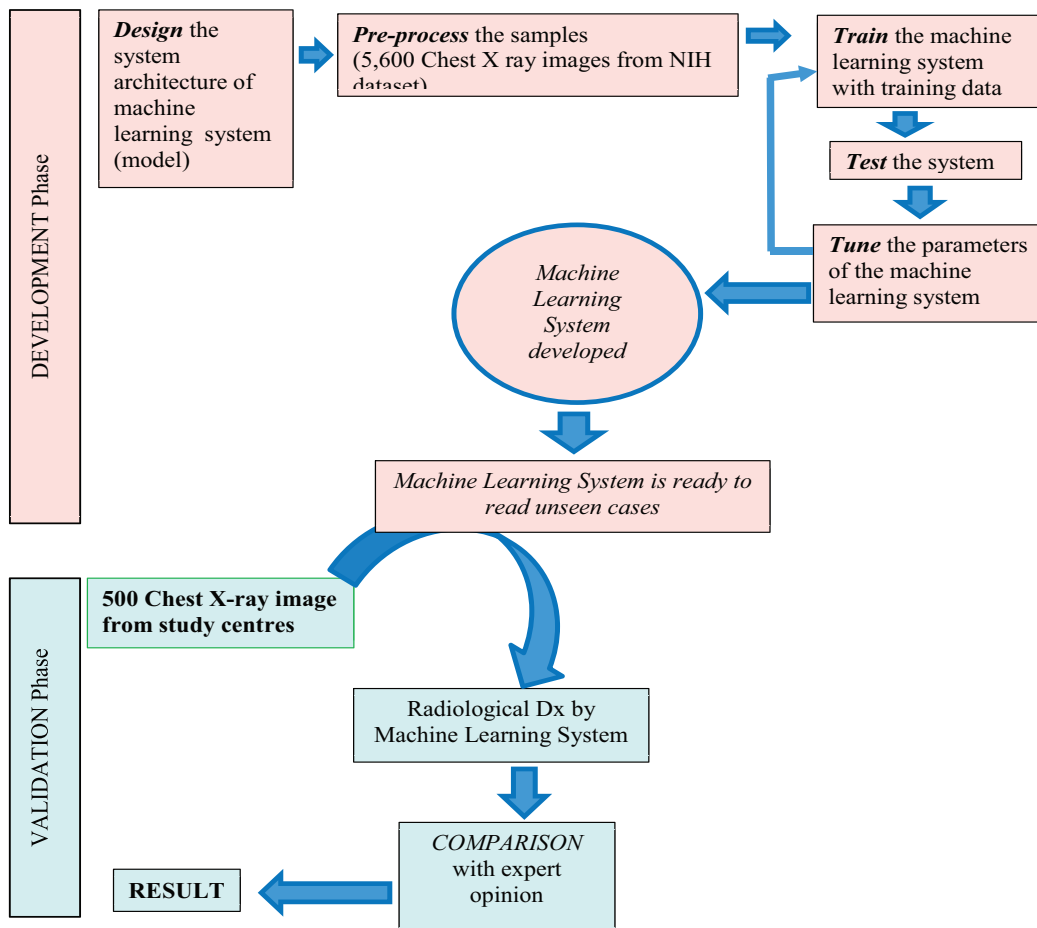 DEVELOPMENT Phase
Design the
system
architecture of
machine
learning system
(model)
Pre-process the samples
(5,600 Chest X ray images from NIH
dataset)
Train the machine
learning system
with training data
Test the system
Tune the parameters
of the machine
learning system
Machine
Learning
System
developed
Machine Learning System is ready to
read unseen cases
VALIDATION Phase
500 Chest X-ray image
from study centres
Radiological Dx by
Machine Learning System
COMPARISON
with expert
opinion
RESULT